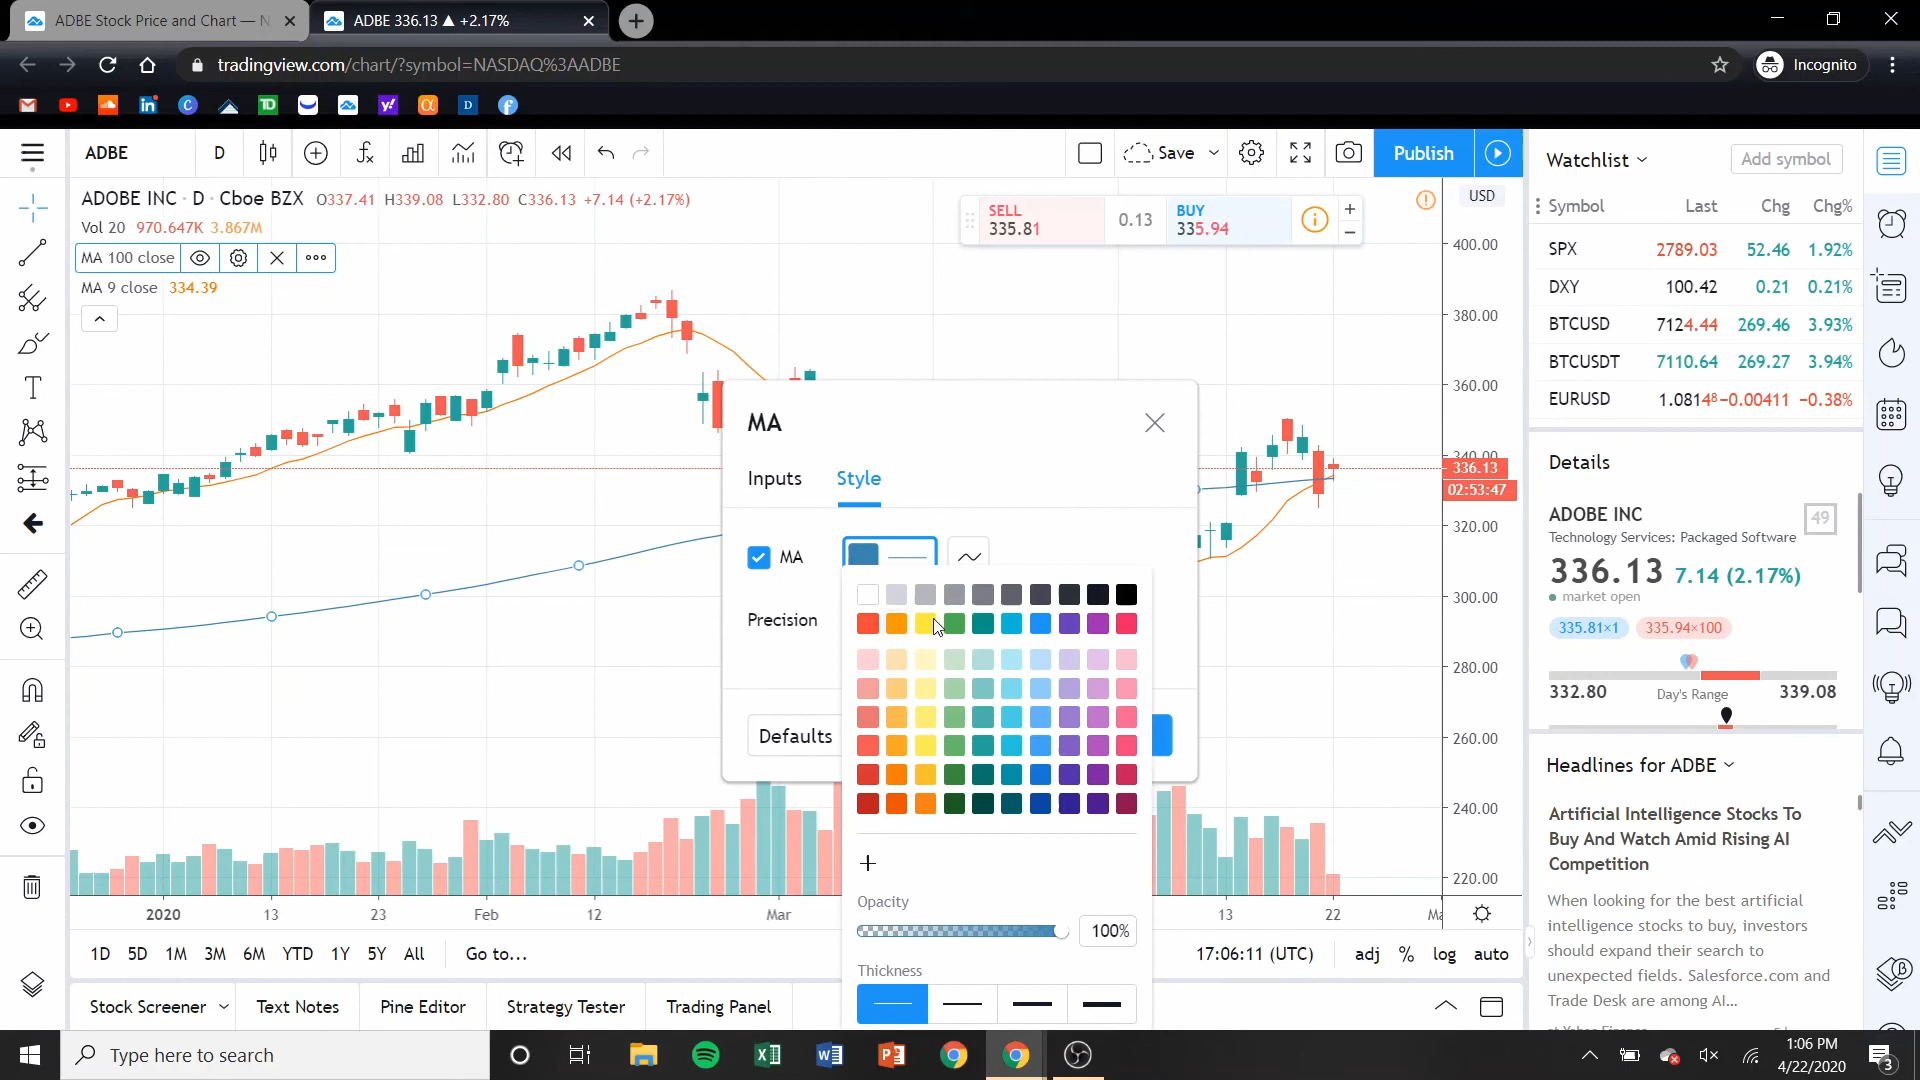 ADBE Stock Price and Chart — N
ADBE 336.13 ▲ +2.17%
tradingview.com/chart/?symbol=NASDAQ%3AADBE
Incognito
ADBE
D
Save
Publish
ADOBE INC · D · Cboe BZX O337.41 H339.08 L332.80 C336.13 +7.14 (+2.17%)
Vol 20 970.647K 3.867M
MA 100 close
MA 9 close 334.39
SELL
335.81
0.13
BUY
335.94
USD
400.00
380.00
360.00
340.00
336.13
02:53:47
320.00
300.00
280.00
260.00
240.00
220.00
MA
Inputs
Style
MA
Precision
Defaults
Opacity
100%
Thickness
2020 13 23 Feb 12 Mar 13 22
1D 5D 1M 3M 6M YTD 1Y 5Y All Go to...
17:06:11 (UTC) adj % log auto
Stock Screener Text Notes Pine Editor Strategy Tester Trading Panel
Watchlist
Add symbol
Symbol Last Chg Chg%
SPX 2789.03 52.46 1.92%
DXY 100.42 0.21 0.21%
BTCUSD 7124.44 269.46 3.93%
BTCUSDT 7110.64 269.27 3.94%
EURUSD 1.08148 −0.00411 −0.38%
Details
ADOBE INC
49
Technology Services: Packaged Software
336.13 7.14 (2.17%)
market open
335.81×1 335.94×100
332.80 Day's Range 339.08
Headlines for ADBE
Artificial Intelligence Stocks To
Buy And Watch Amid Rising AI
Competition
When looking for the best artificial
intelligence stocks to buy, investors
should expand their search to
unexpected fields. Salesforce.com and
Trade Desk are among AI...
Type here to search
1:06 PM
4/22/2020
3